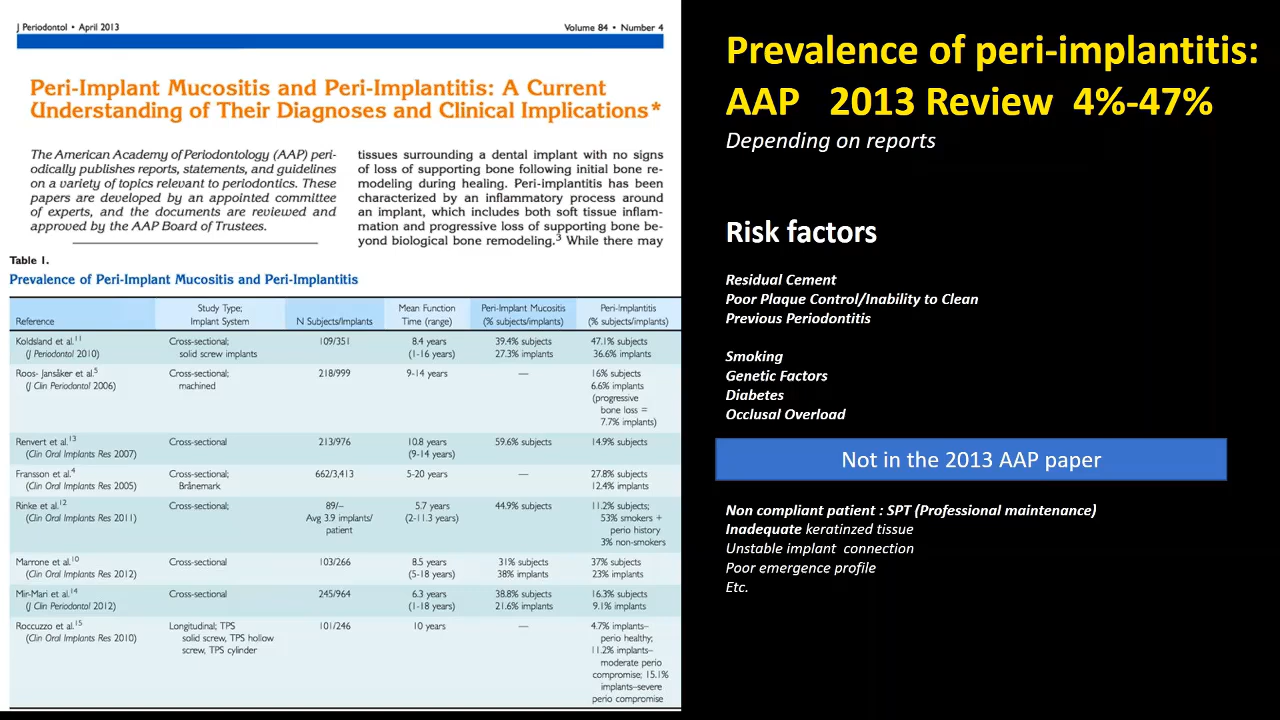 J Periodontol • April 2013
Volume 84 • Number 4
Peri-Implant Mucositis and Peri-Implantitis: A Current
Understanding of Their Diagnoses and Clinical Implications*
The American Academy of Periodontology (AAP) peri-
odically publishes reports, statements, and guidelines
on a variety of topics relevant to periodontics. These
papers are developed by an appointed committee
of experts, and the documents are reviewed and
approved by the AAP Board of Trustees.
tissues surrounding a dental implant with no signs
of loss of supporting bone following initial bone re-
modeling during healing. Peri-implantitis has been
characterized by an inflammatory process around
an implant, which includes both soft tissue inflam-
mation and progressive loss of supporting bone be-
yond biological bone remodeling.3 While there may
Table 1.
Prevalence of Peri-Implant Mucositis and Peri-Implantitis
Study Type; Mean Function Peri-Implant Mucositis Peri-Implantitis
Reference Implant System N Subjects/Implants Time (range) (% subjects/implants) (% subjects/implants)
Koldsland et al.11 Cross-sectional; 109/351 8.4 years 39.4% subjects 47.1% subjects
(J Periodontol 2010) solid screw implants (1-16 years) 27.3% implants 36.6% implants
Roos- Jansåker et al.5 Cross-sectional; 218/999 9-14 years — 16% subjects
(J Clin Periodontol 2006) machined 6.6% implants
(progressive
bone loss =
7.7% implants)
Renvert et al.13 Cross-sectional 213/976 10.8 years 59.6% subjects 14.9% subjects
(Clin Oral Implants Res 2007) (9-14 years)
Fransson et al.4 Cross-sectional; 662/3,413 5-20 years — 27.8% subjects
(Clin Oral Implants Res 2005) Brånemark 12.4% implants
Rinke et al.12 Cross-sectional; 89/– 5.7 years 44.9% subjects 11.2% subjects;
(Clin Oral Implants Res 2011) Avg 3.9 implants/ (2-11.3 years) 53% smokers +
patient perio history
3% non-smokers
Marrone et al.10 Cross-sectional 103/266 8.5 years 31% subjects 37% subjects
(Clin Oral Implants Res 2012) (5-18 years) 38% implants 23% implants
Mir-Mari et al.14 Cross-sectional 245/964 6.3 years 38.8% subjects 16.3% subjects
(J Clin Periodontol 2012) (1-18 years) 21.6% implants 9.1% implants
Roccuzzo et al.15 Longitudinal; TPS 101/246 10 years — 4.7% implants–
(Clin Oral Implants Res 2010) solid screw, TPS hollow perio healthy;
screw, TPS cylinder 11.2% implants–
moderate perio
compromise; 15.1%
implants–severe
perio compromise
Prevalence of peri-implantitis:
AAP 2013 Review 4%-47%
Depending on reports
Risk factors
Residual Cement
Poor Plaque Control/Inability to Clean
Previous Periodontitis
Smoking
Genetic Factors
Diabetes
Occlusal Overload
Not in the 2013 AAP paper
Non compliant patient : SPT (Professional maintenance)
Inadequate keratinzed tissue
Unstable implant connection
Poor emergence profile
Etc.